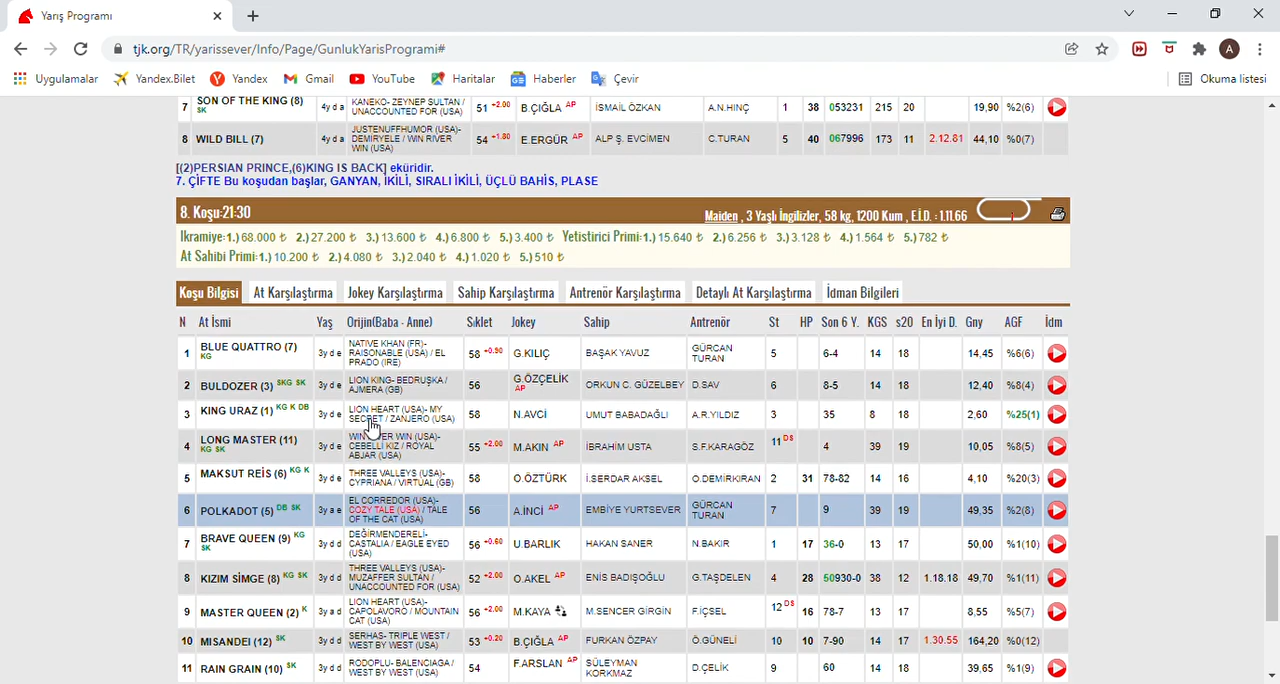 Yarış Programı
tjk.org/TR/yarissever/Info/Page/GunlukYarisProgrami#
A
Uygulamalar Yandex.Bilet Yandex Gmail YouTube Haritalar Haberler Çevir Okuma listesi
7 SON OF THE KING (8) SK 4y d a KANEKO- ZEYNEP SULTAN / UNACCOUNTED FOR (USA) 51 +2.00 B.ÇIĞLA AP İSMAİL ÖZKAN A.N.HINÇ 1 38 053231 215 20 19,90 %2(6)
8 WILD BILL (7) 4y d a JUSTENUFFHUMOR (USA)- DEMIRYELE / WIN RIVER WIN (USA) 54 +1.80 E.ERGÜR AP ALP Ş. EVCİMEN C.TURAN 5 40 067996 173 11 2.12.81 44,10 %0(7)
[(2)PERSIAN PRINCE,(6)KING IS BACK] eküridir.
7. ÇİFTE Bu koşudan başlar, GANYAN, İKİLİ, SIRALI İKİLİ, ÜÇLÜ BAHİS, PLASE
8. Koşu:21:30 Maiden , 3 Yaşlı İngilizler, 58 kg, 1200 Kum , E.İ.D. : 1.11.66
İkramiye:1.) 68.000 ₺ 2.) 27.200 ₺ 3.) 13.600 ₺ 4.) 6.800 ₺ 5.) 3.400 ₺ Yetistirici Primi:1.) 15.640 ₺ 2.) 6.256 ₺ 3.) 3.128 ₺ 4.) 1.564 ₺ 5.) 782 ₺
At Sahibi Primi:1.) 10.200 ₺ 2.) 4.080 ₺ 3.) 2.040 ₺ 4.) 1.020 ₺ 5.) 510 ₺
Koşu Bilgisi At Karşılaştırma Jokey Karşılaştırma Sahip Karşılaştırma Antrenör Karşılaştırma Detaylı At Karşılaştırma İdman Bilgileri
N At İsmi Yaş Orijin(Baba - Anne) Sıklet Jokey Sahip Antrenör St HP Son 6 Y. KGS s20 En İyi D. Gny AGF İdm
1 BLUE QUATTRO (7) KG 3y d e NATIVE KHAN (FR)- RAISONABLE (USA) / EL PRADO (IRE) 58 +0.90 G.KILIÇ BAŞAK YAVUZ GÜRCAN TURAN 5 6-4 14 18 14,45 %6(6)
2 BULDOZER (3) SKG SK 3y d e LION KING- BEDRUŞKA / AJMERA (GB) 56 G.ÖZÇELİK AP ORKUN C. GÜZELBEY D.SAV 6 8-5 14 18 12,40 %8(4)
3 KING URAZ (1) KG K DB 3y d e LION HEART (USA)- MY SECRET / ZANJERO (USA) 58 N.AVCİ UMUT BABADAĞLI A.R.YILDIZ 3 35 8 18 2,60 %25(1)
4 LONG MASTER (11) KG SK 3y d e WIN RIVER WIN (USA)- CEBELLİ KIZ / ROYAL ABJAR (USA) 55 +2.00 M.AKIN AP İBRAHİM USTA S.F.KARAGÖZ 11 DS 4 39 19 10,05 %8(5)
5 MAKSUT REİS (6) KG K 3y d e THREE VALLEYS (USA)- CYPRIANA / VIRTUAL (GB) 58 O.ÖZTÜRK İ.SERDAR AKSEL O.DEMİRKIRAN 2 31 78-82 14 16 4,10 %20(3)
6 POLKADOT (5) DB SK 3y a e EL CORREDOR (USA)- COZY TALE (USA) / TALE OF THE CAT (USA) 56 A.İNCİ AP EMBİYE YURTSEVER GÜRCAN TURAN 7 9 39 19 49,35 %2(8)
7 BRAVE QUEEN (9) KG SK 3y d d DEĞİRMENDERELİ- CASTALIA / EAGLE EYED (USA) 56 +0.60 U.BARLIK HAKAN SANER N.BAKIR 1 17 36-0 13 17 50,00 %1(10)
8 KIZIM SİMGE (8) KG SK 3y d d THREE VALLEYS (USA)- MUZAFFER SULTAN / UNACCOUNTED FOR (USA) 52 +2.00 O.AKEL AP ENİS BADIŞOĞLU G.TAŞDELEN 4 28 50930-0 38 12 1.18.18 49,70 %1(11)
9 MASTER QUEEN (2) K 3y a d LION HEART (USA)- CAPOLAVORO / MOUNTAIN CAT (USA) 56 +2.00 M.KAYA M.SENCER GİRGİN F.İÇSEL 12 DS 16 78-7 13 17 8,55 %5(7)
10 MISANDEI (12) SK 3y d d SERHAS- TRIPLE WEST / WEST BY WEST (USA) 53 +0.20 B.ÇIĞLA AP FURKAN ÖZPAY Ö.GÜNELİ 10 10 7-90 14 17 1.30.55 164,20 %0(12)
11 RAIN GRAIN (10) SK 3y d d RODOPLU- BALENCIAGA / WEST BY WEST (USA) 54 F.ARSLAN AP SÜLEYMAN KORKMAZ D.ÇELİK 9 60 14 18 39,65 %1(9)